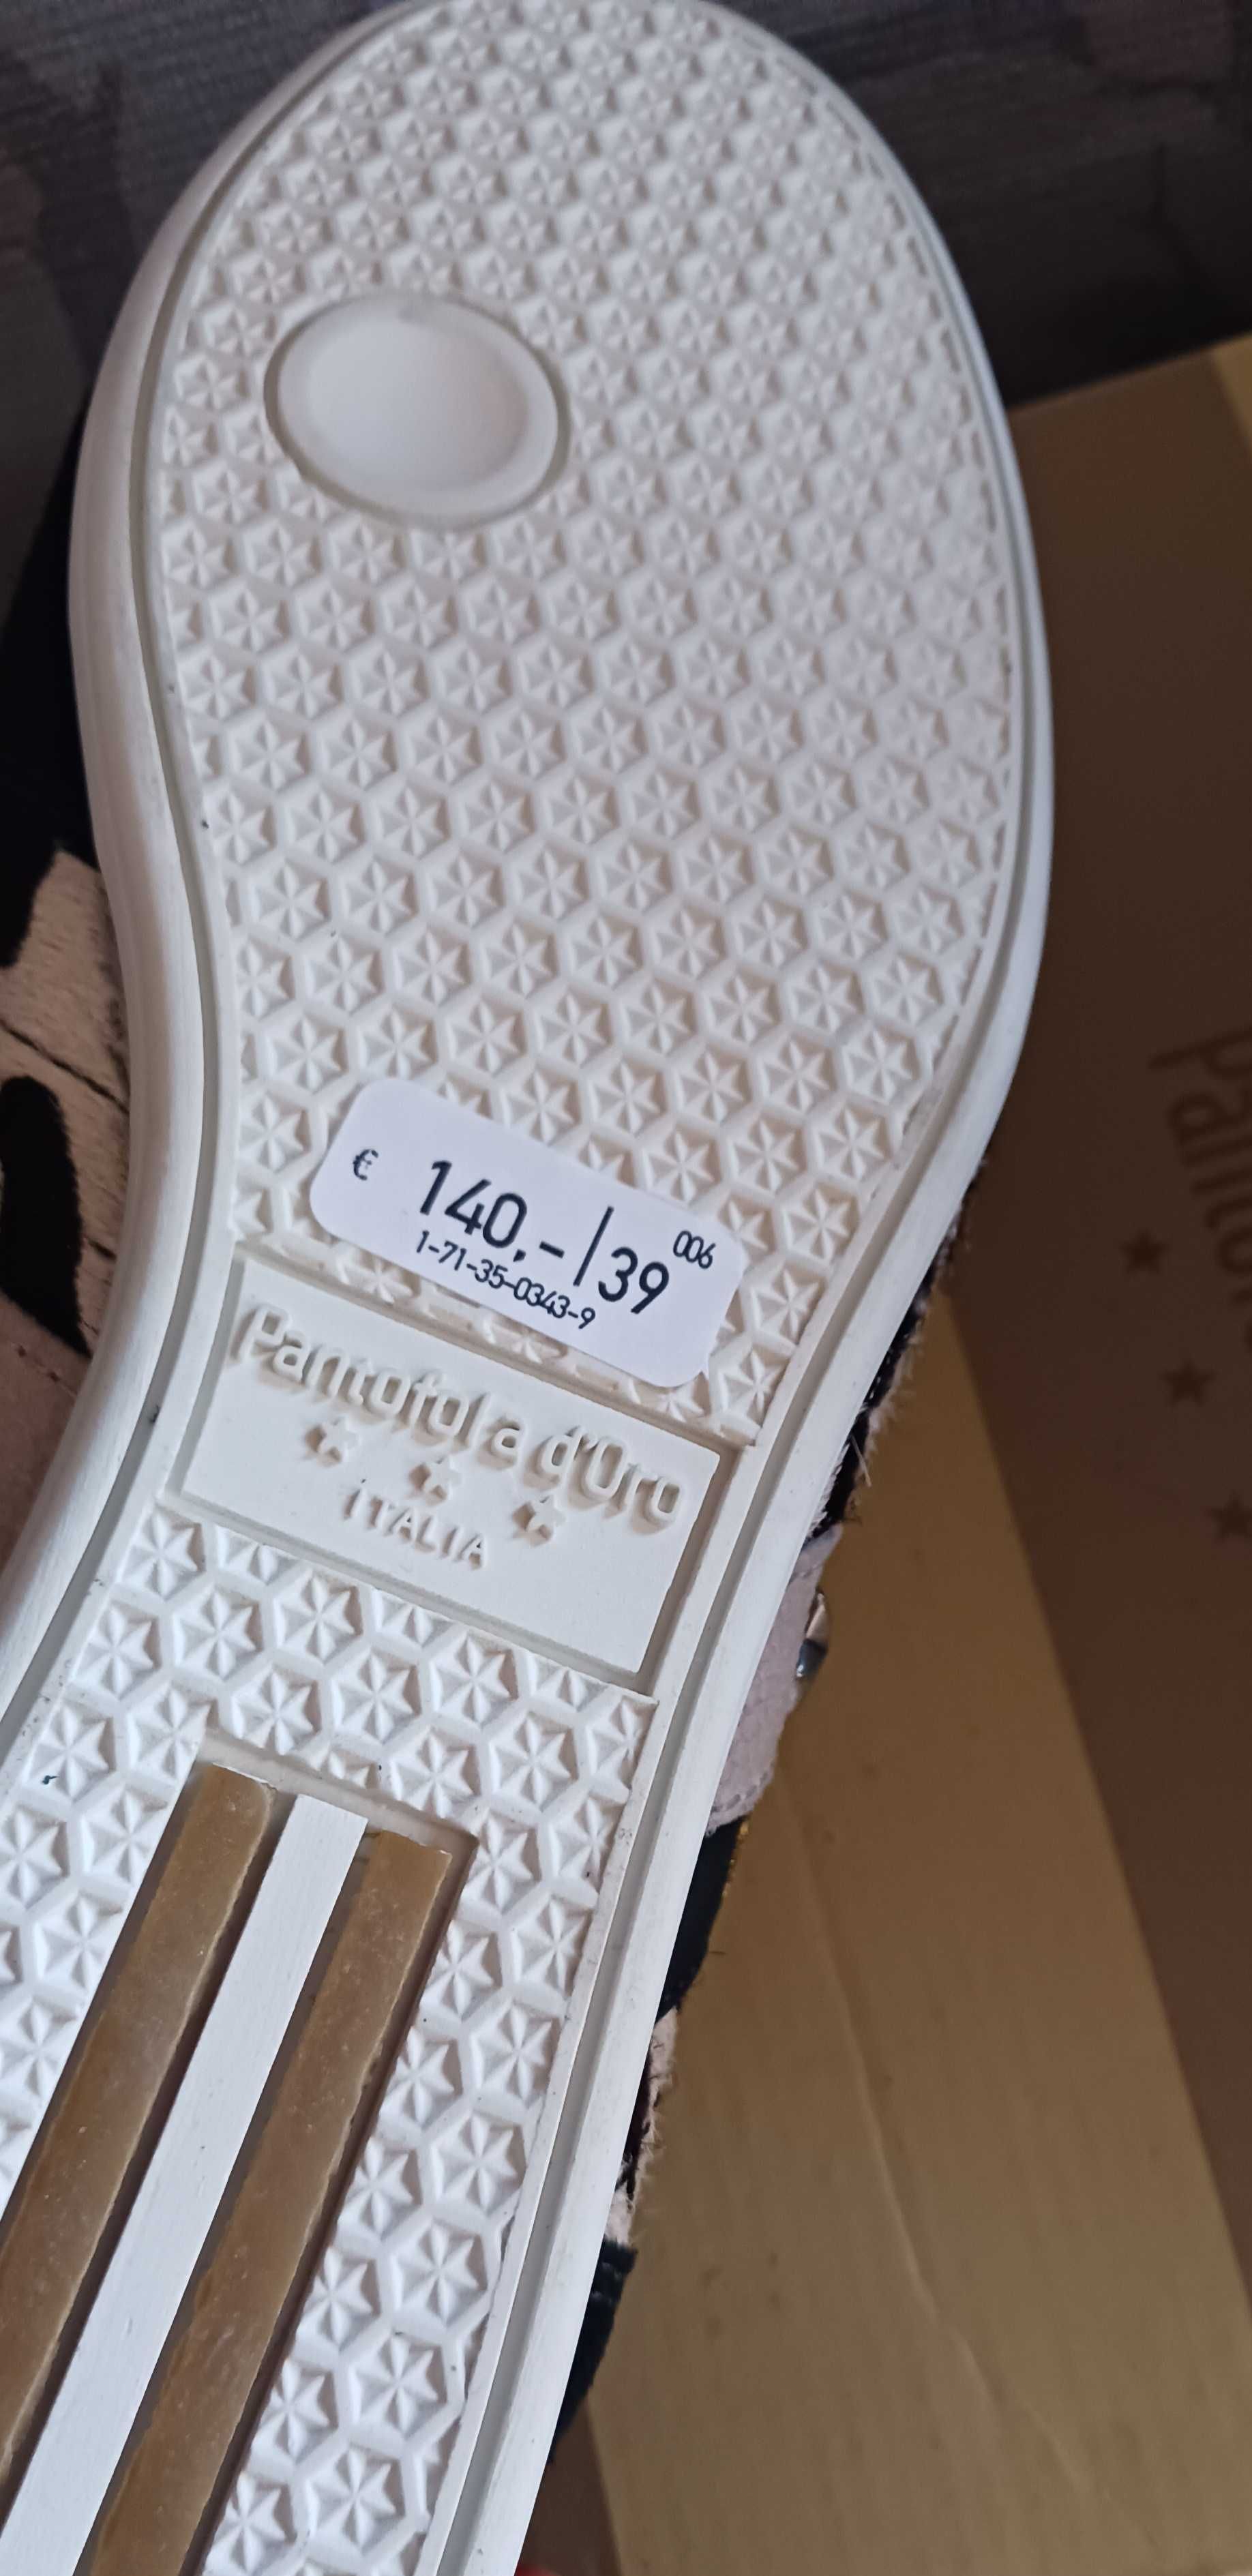 € 140,-|39 006
1-71-35-0343-9
Pantofola d'Oro
ITALIA